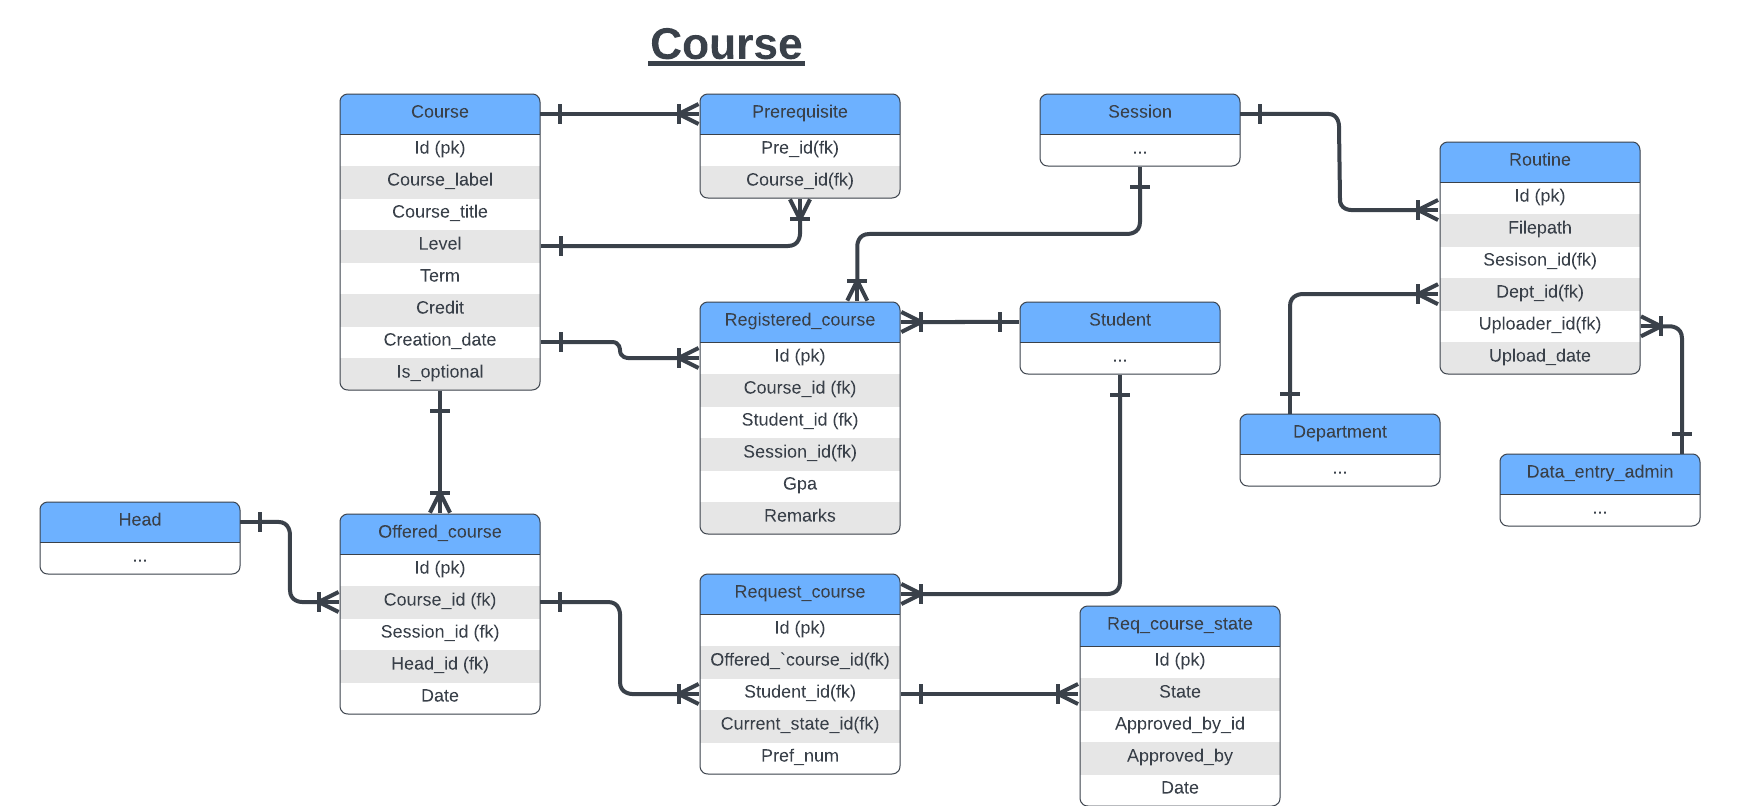 Course
Course
Id (pk)
Course_label
Course_title
Level
Term
Credit
Creation_date
Is_optional
Prerequisite
Pre_id(fk)
Course_id(fk)
Session
...
Routine
Id (pk)
Filepath
Sesison_id(fk)
Dept_id(fk)
Uploader_id(fk)
Upload_date
Registered_course
Id (pk)
Course_id (fk)
Student_id (fk)
Session_id(fk)
Gpa
Remarks
Student
...
Department
...
Data_entry_admin
...
Head
...
Offered_course
Id (pk)
Course_id (fk)
Session_id (fk)
Head_id (fk)
Date
Request_course
Id (pk)
Offered_`course_id(fk)
Student_id(fk)
Current_state_id(fk)
Pref_num
Req_course_state
Id (pk)
State
Approved_by_id
Approved_by
Date